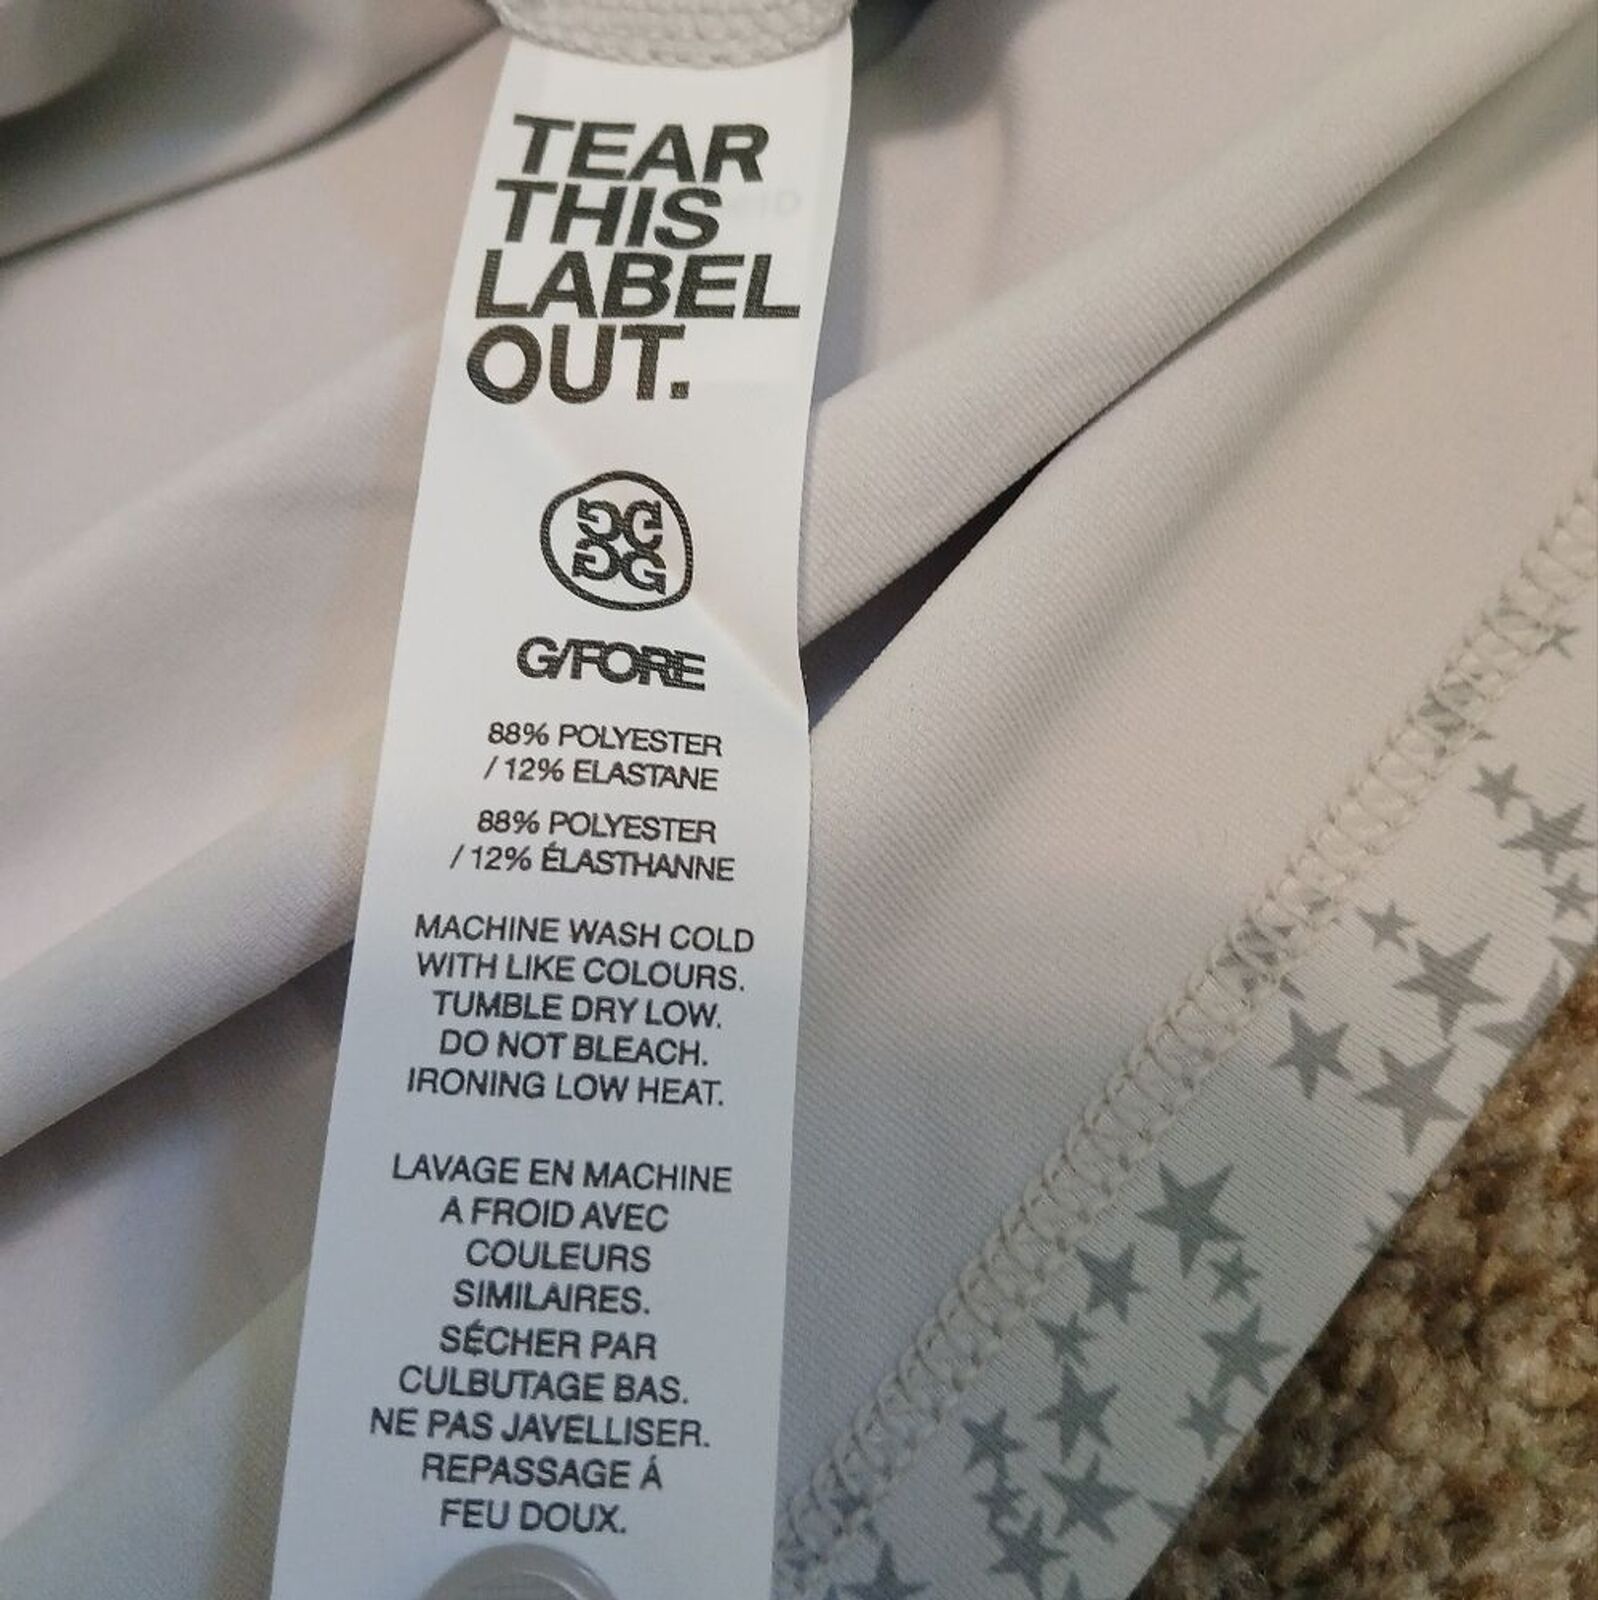 TEAR
THIS
LABEL
OUT.
G/FORE
88% POLYESTER
/ 12% ELASTANE
88% POLYESTER
/ 12% ÉLASTHANNE
MACHINE WASH COLD
WITH LIKE COLOURS.
TUMBLE DRY LOW.
DO NOT BLEACH.
IRONING LOW HEAT.
LAVAGE EN MACHINE
A FROID AVEC
COULEURS
SIMILAIRES.
SÉCHER PAR
CULBUTAGE BAS.
NE PAS JAVELLISER.
REPASSAGE Á
FEU DOUX.